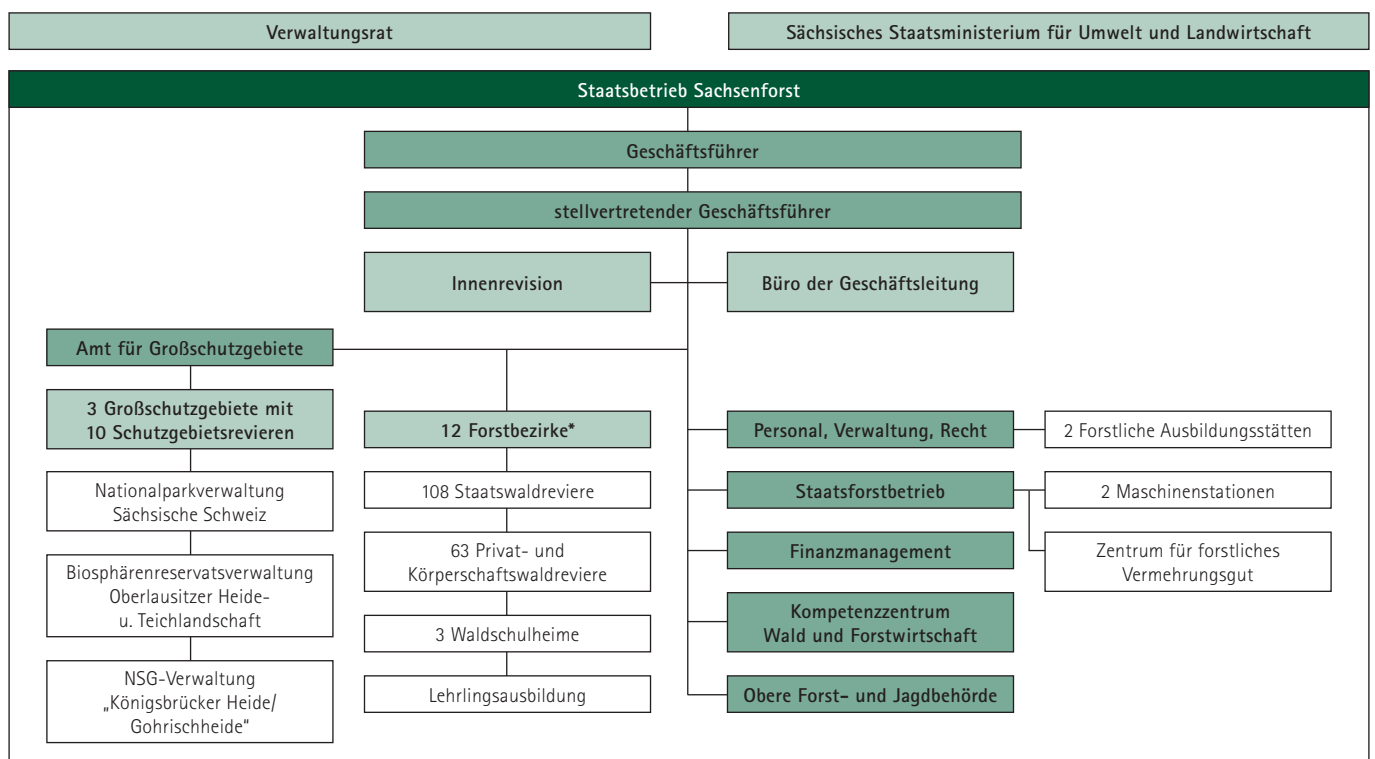 Verwaltungsrat
Sächsisches Staatsministerium für Umwelt und Landwirtschaft
Staatsbetrieb Sachsenforst
Geschäftsführer
stellvertretender Geschäftsführer
Innenrevision
Büro der Geschäftsleitung
Amt für Großschutzgebiete
3 Großschutzgebiete mit
10 Schutzgebietsrevieren
Nationalparkverwaltung
Sächsische Schweiz
Biosphärenreservatsverwaltung
Oberlausitzer Heide-
u. Teichlandschaft
NSG-Verwaltung
„Königsbrücker Heide/
Gohrischheide“
12 Forstbezirke*
108 Staatswaldreviere
63 Privat- und
Körperschaftswaldreviere
3 Waldschulheime
Lehrlingsausbildung
Personal, Verwaltung, Recht
2 Forstliche Ausbildungsstätten
Staatsforstbetrieb
2 Maschinenstationen
Zentrum für forstliches
Vermehrungsgut
Finanzmanagement
Kompetenzzentrum
Wald und Forstwirtschaft
Obere Forst- und Jagdbehörde